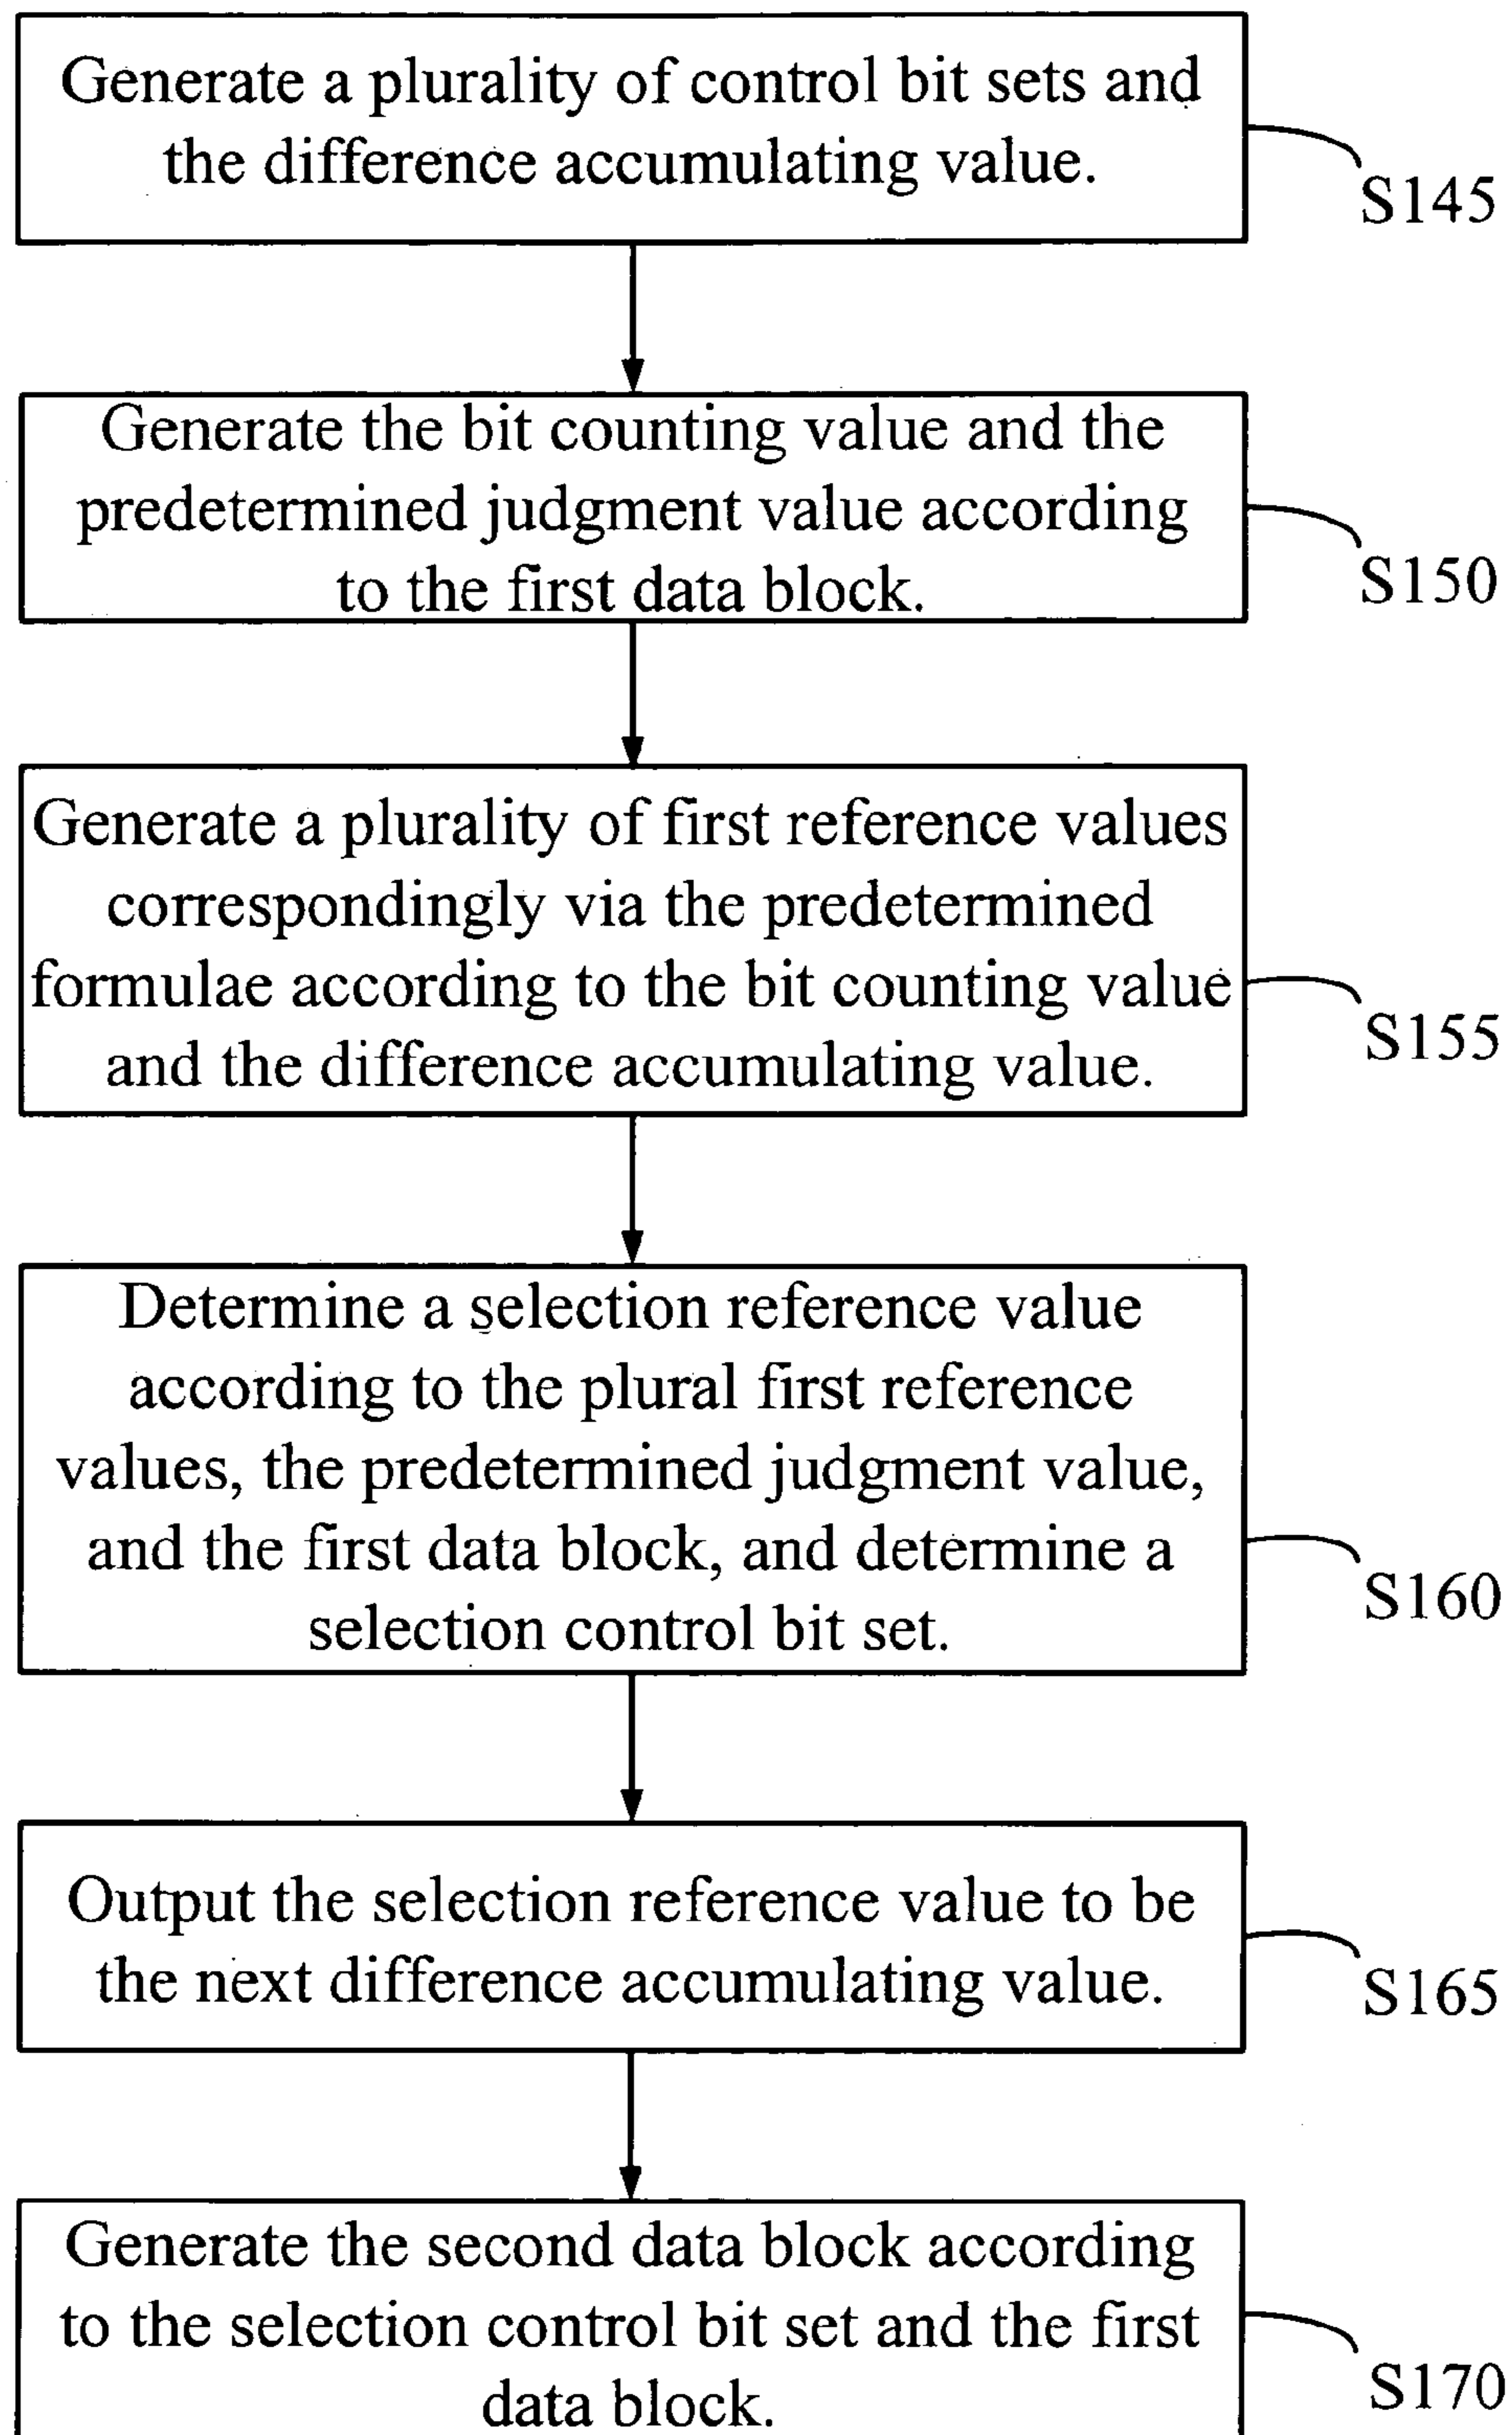 Generate a plurality of control bit sets and
the difference accumulating value.
S145
Generate the bit counting value and the
predetermined judgment value according
to the first data block.
S150
Generate a plurality of first reference values
correspondingly via the predetermined
formulae according to the bit counting value
and the difference accumulating value.
S155
Determine a selection reference value
according to the plural first reference
values, the predetermined judgment value,
and the first data block, and determine a
selection control bit set.
S160
Output the selection reference value to be
the next difference accumulating value.
S165
Generate the second data block according
to the selection control bit set and the first
data block.
S170